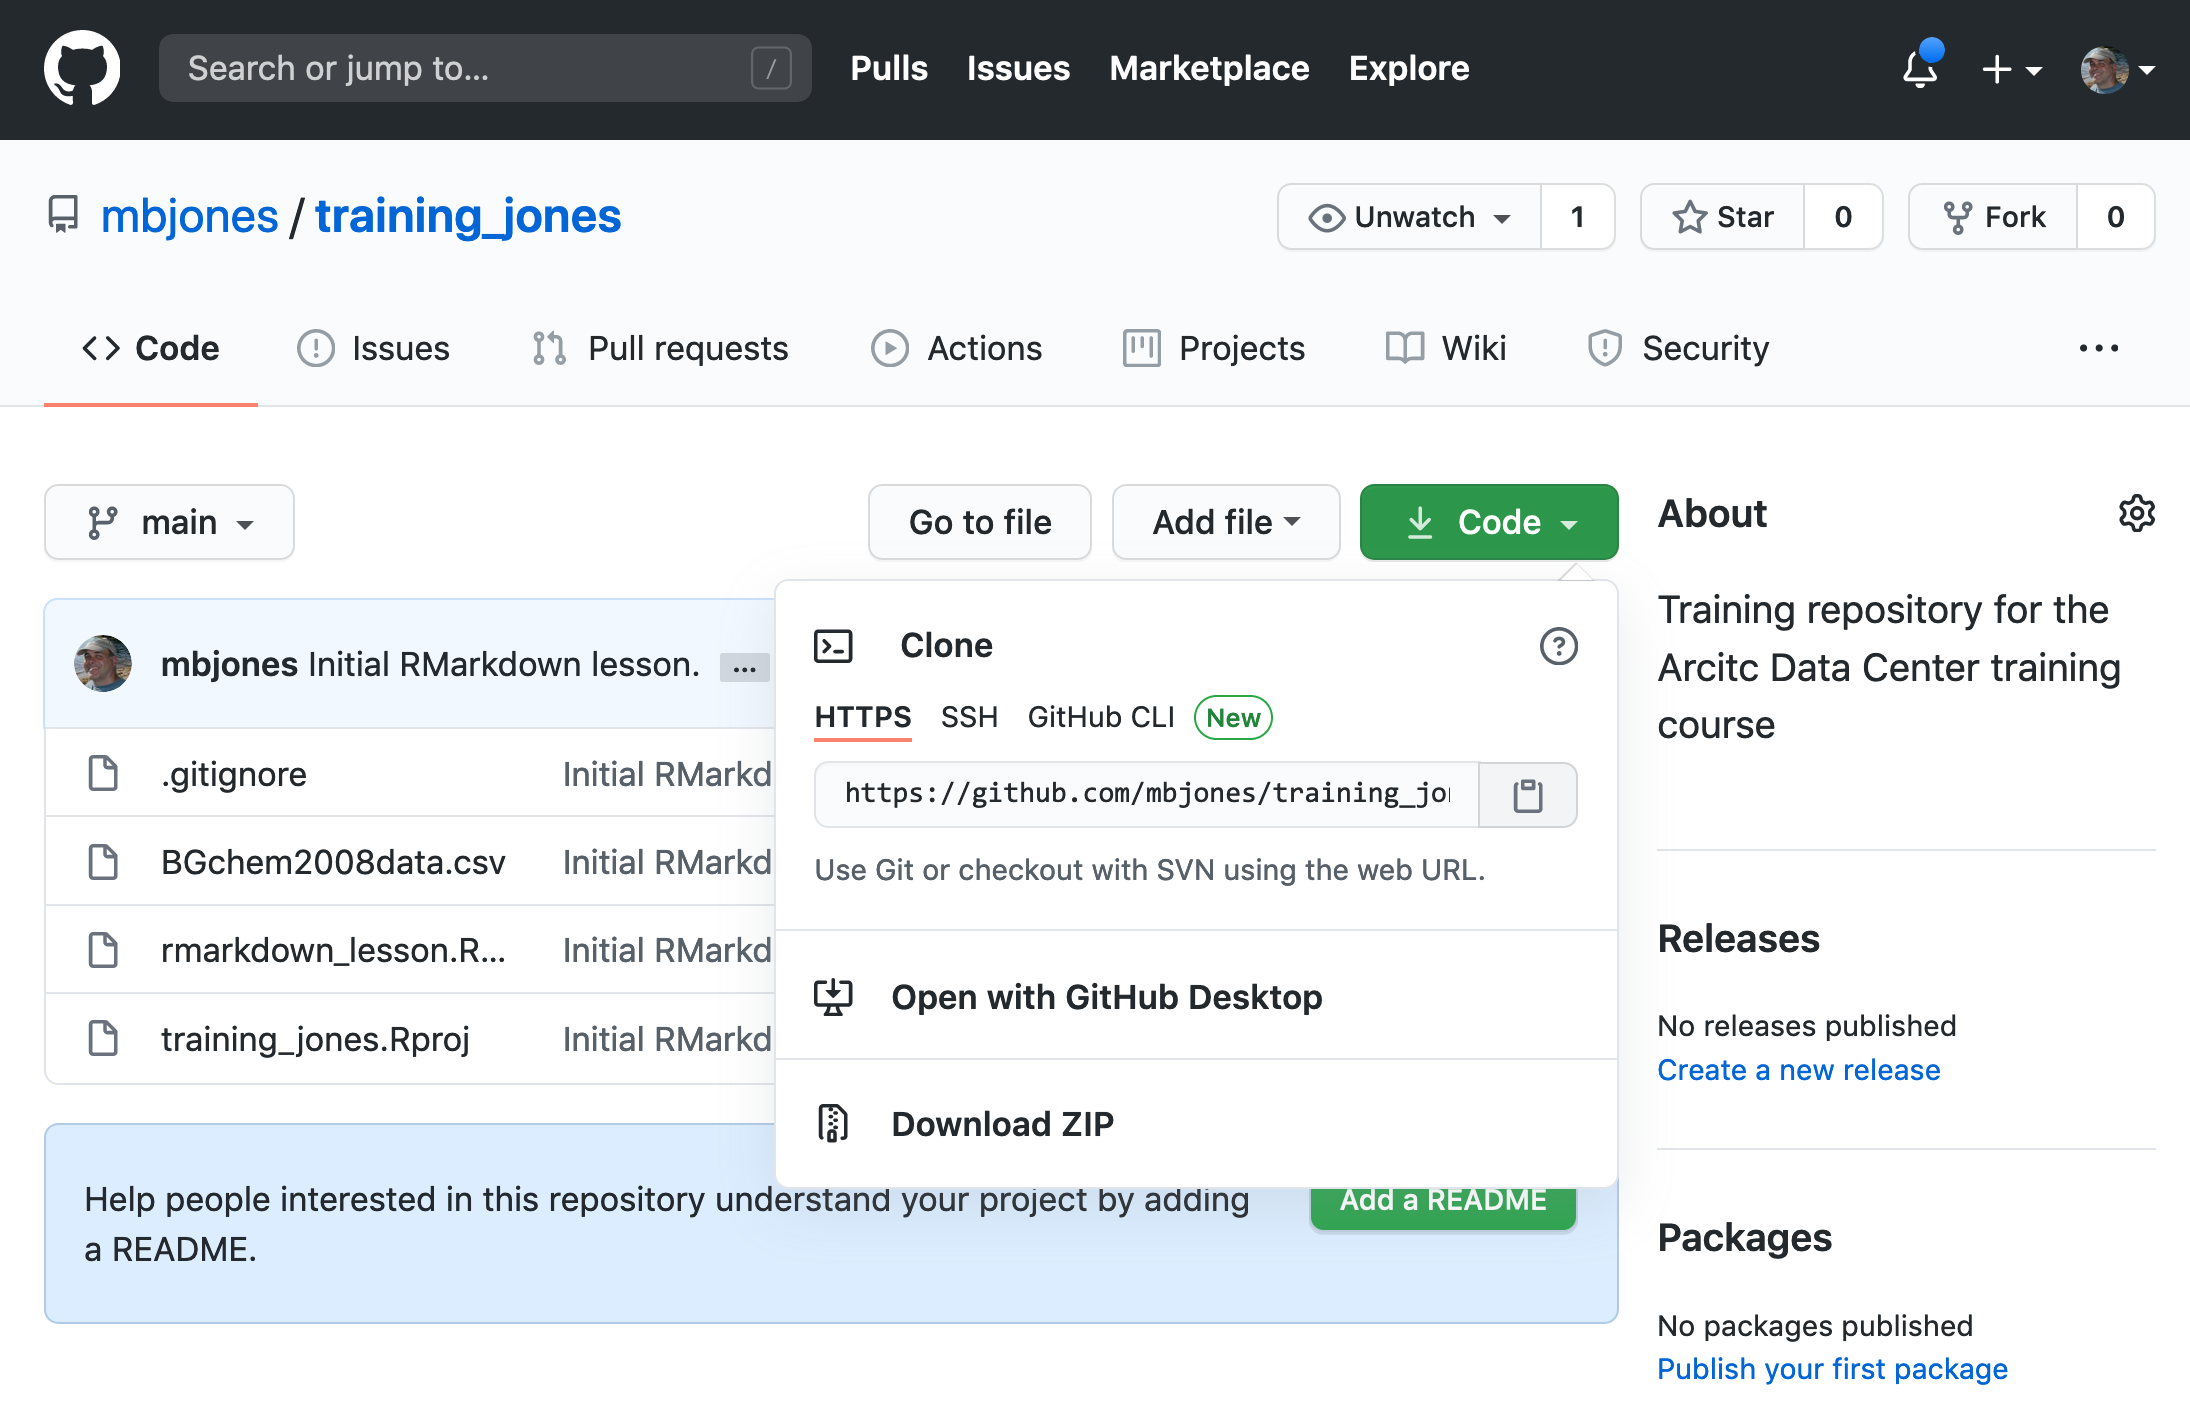 Search or jump to...
/
Pulls
Issues
Marketplace
Explore
mbjones / training_jones
Unwatch
1
Star
0
Fork
0
Code
Issues
Pull requests
Actions
Projects
Wiki
Security
main
Go to file
Add file
Code
mbjones Initial RMarkdown lesson.
.gitignore
Initial RMarkd
BGchem2008data.csv
Initial RMarkd
rmarkdown_lesson.R...
Initial RMarkd
training_jones.Rproj
Initial RMarkd
Clone
HTTPS
SSH
GitHub CLI
New
https://github.com/mbjones/training_jon
Use Git or checkout with SVN using the web URL.
Open with GitHub Desktop
Download ZIP
Help people interested in this repository understand your project by adding
a README.
Add a README
About
Training repository for the
Arcitc Data Center training
course
Releases
No releases published
Create a new release
Packages
No packages published
Publish your first package